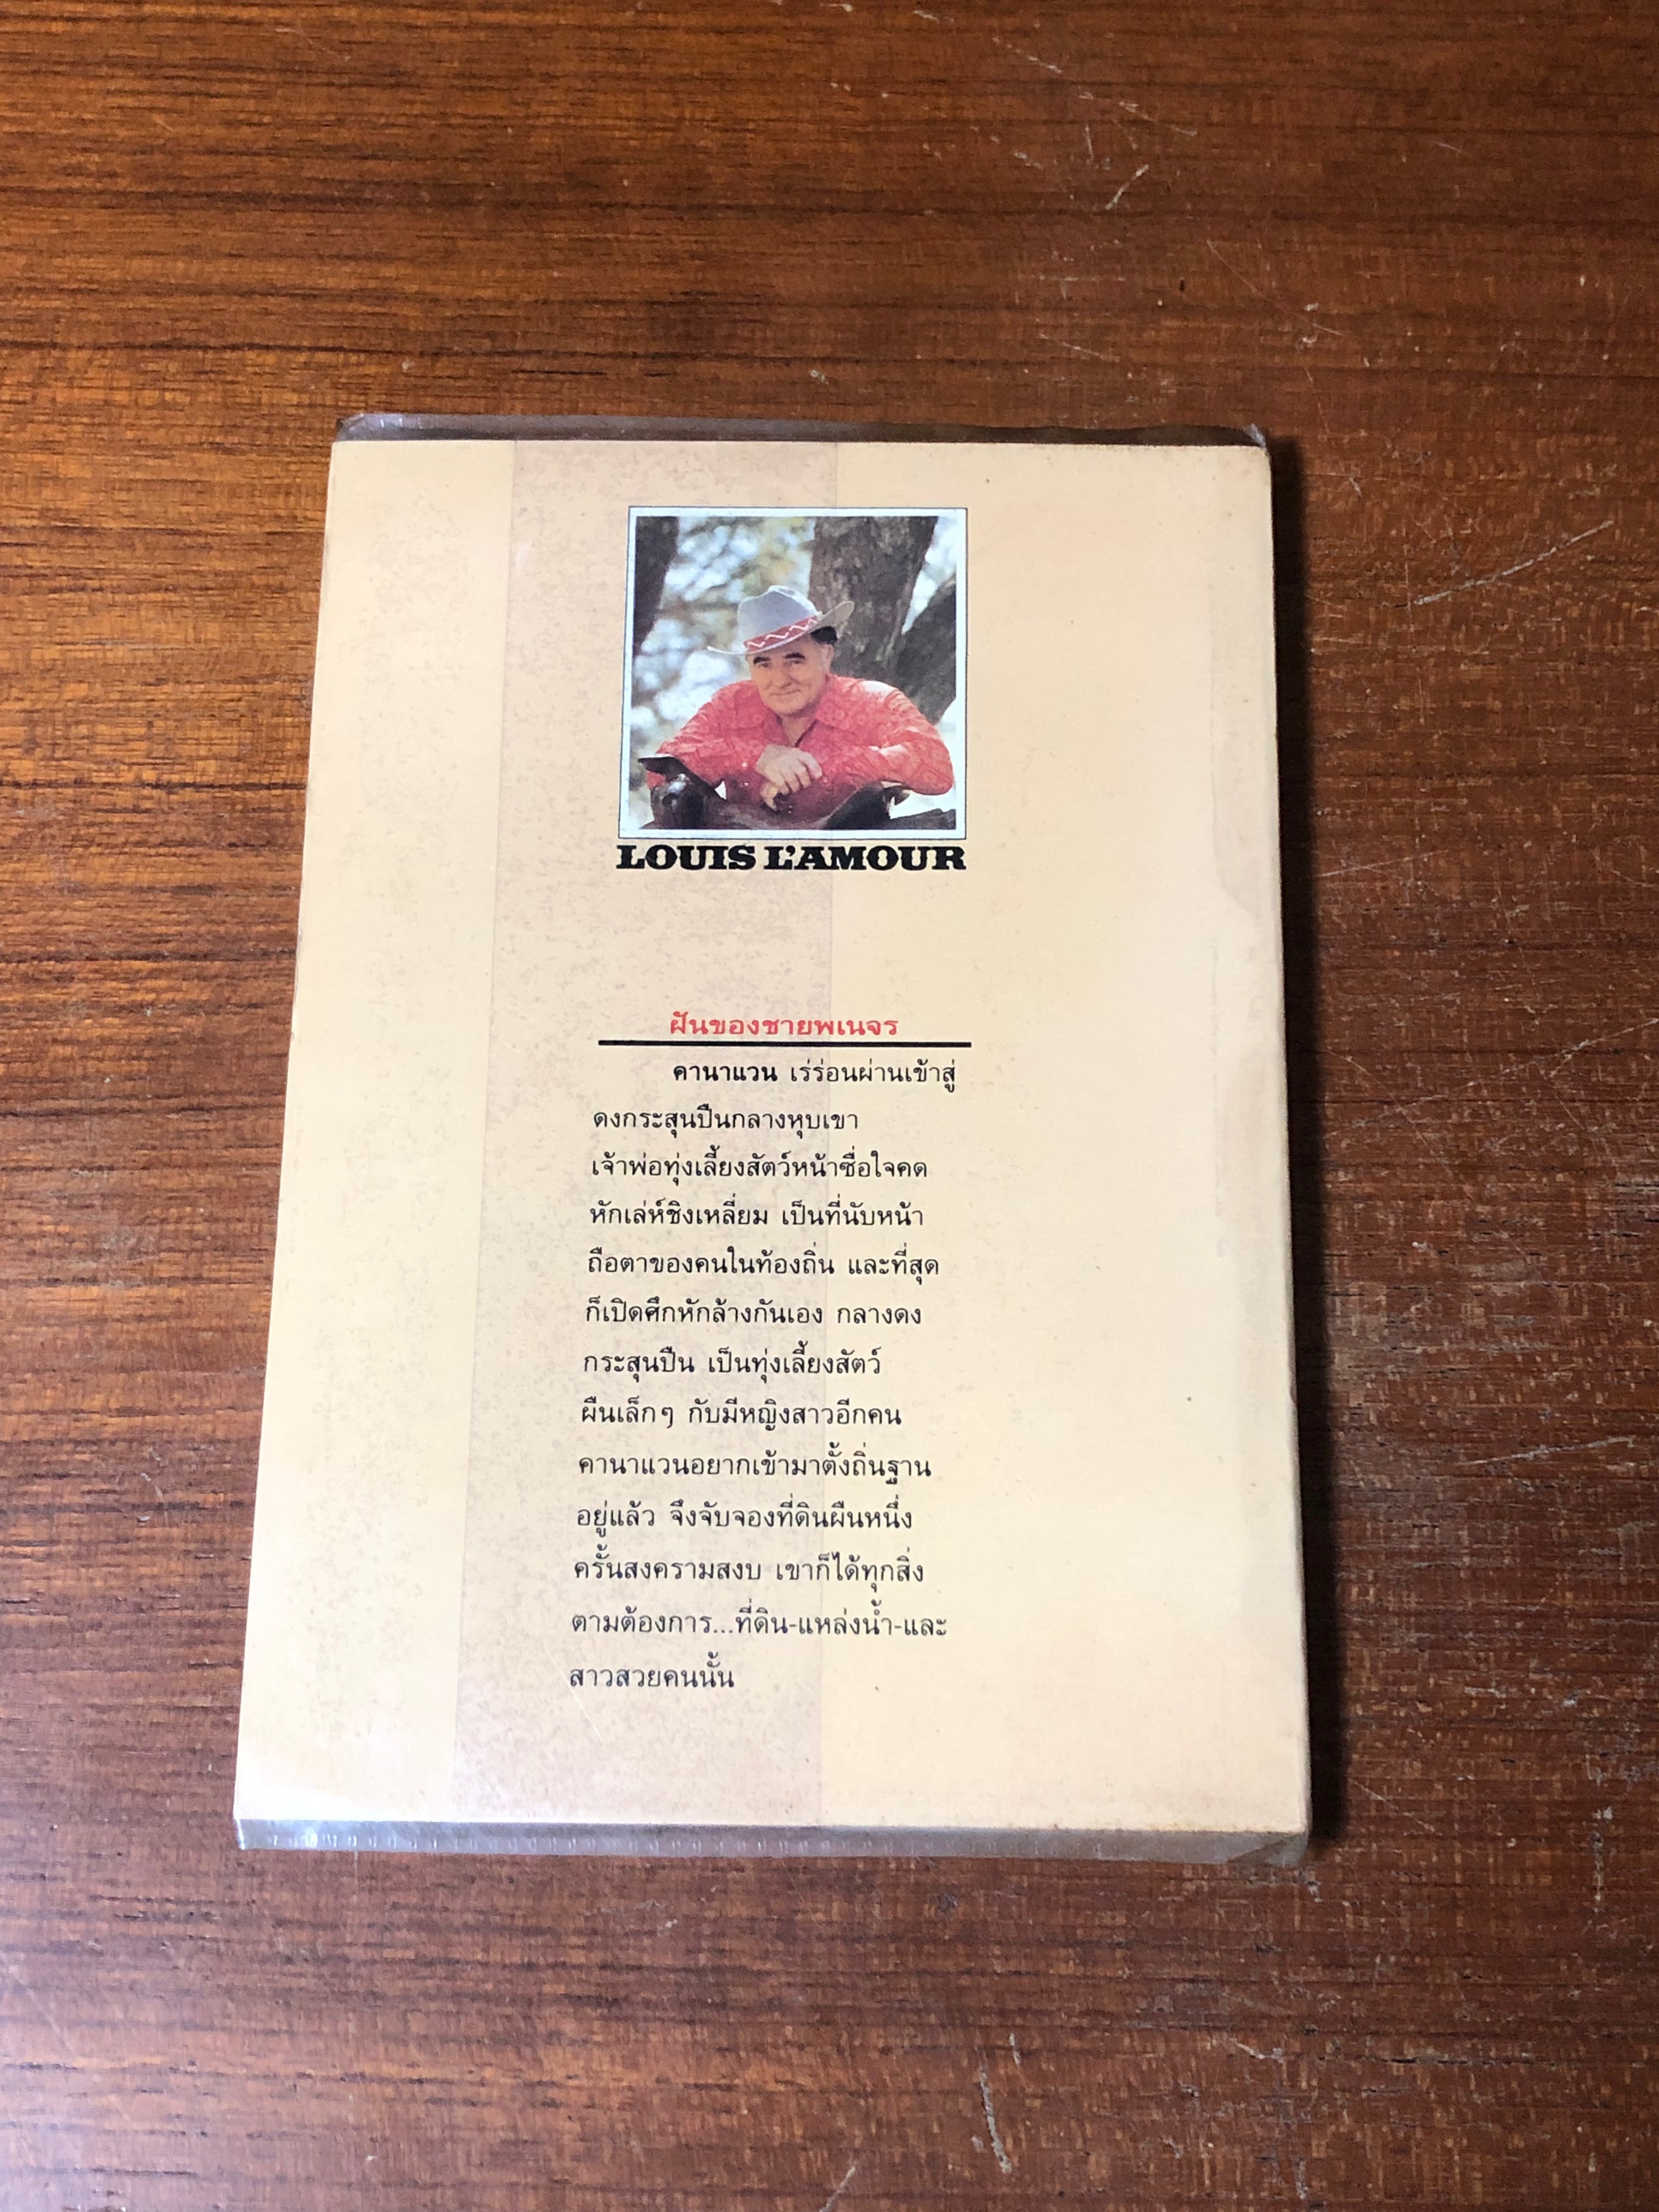 LOUIS L'AMOUR
ฝันของชายพเนจร
คานาแวน เร่ร่อนผ่านเข้าสู่
ดงกระสุนปืนกลางหุบเขา
เจ้าพ่อทุ่งเลี้ยงสัตว์หน้าซื่อใจคด
หักเล่ห์ชิงเหลี่ยม เป็นที่นับหน้า
ถือตาของคนในท้องถิ่น และที่สุด
ก็เปิดศึกหักล้างกันเอง กลางดง
กระสุนปืน เป็นทุ่งเลี้ยงสัตว์
ผืนเล็กๆ กับมีหญิงสาวอีกคน
คานาแวนอยากเข้ามาตั้งถิ่นฐาน
อยู่แล้ว จึงจับจองที่ดินผืนหนึ่ง
ครั้นสงครามสงบ เขาก็ได้ทุกสิ่ง
ตามต้องการ...ที่ดิน-แหล่งน้ำ-และ
สาวสวยคนนั้น